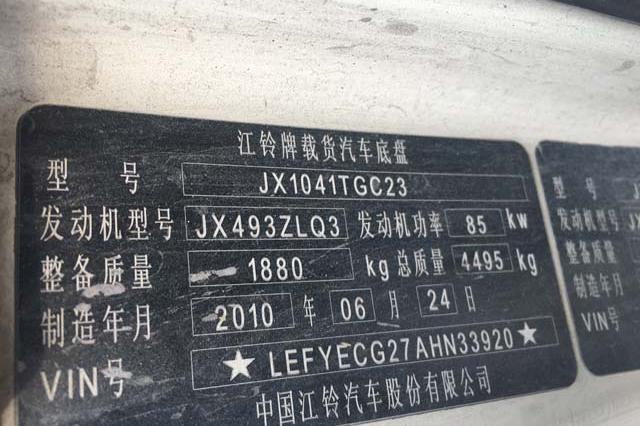 江铃牌载货汽车底盘
型 号 JX1041TGC23
发动机型号 JX493ZLQ3 发动机功率 85 kw
整备质量 1880 kg 总质量 4495 kg
制造年月 2010 年 06 月 24 日
VIN号 ★ LEFYECG27AHN33920 ★
中国江铃汽车股份有限公司
型
发动机型号
整备质量
制造年月
VIN号